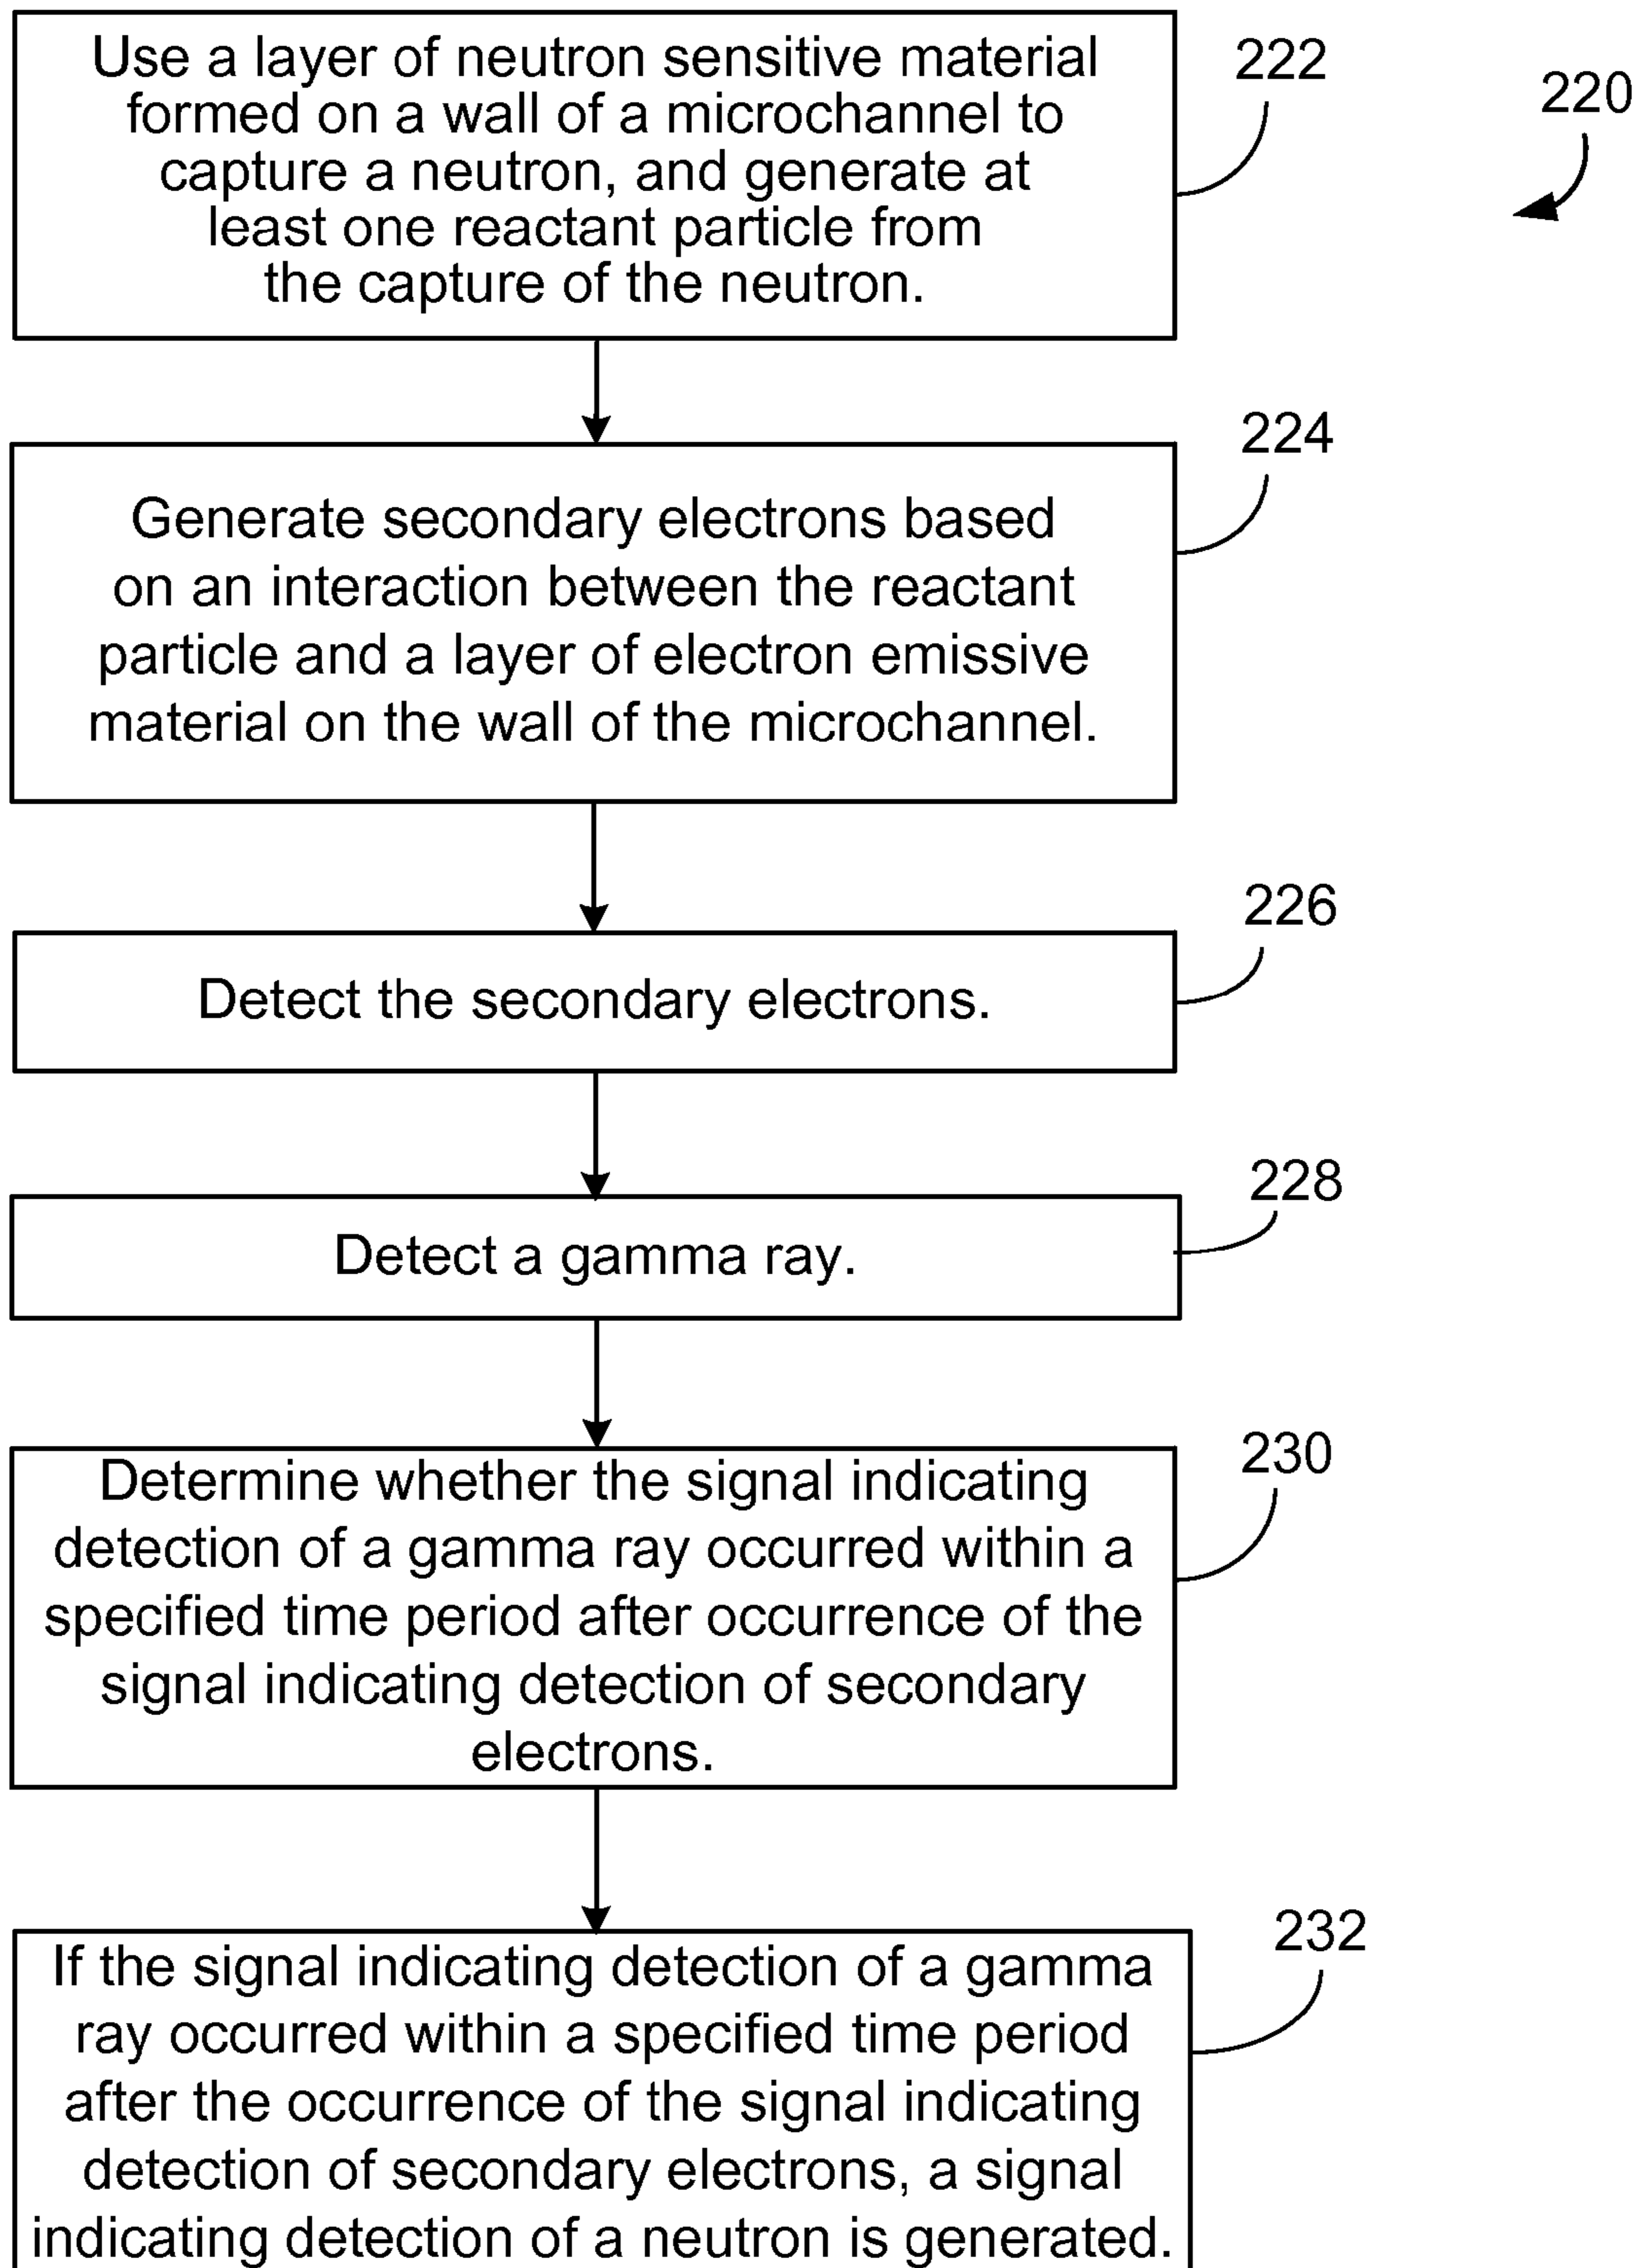 Use a layer of neutron sensitive material
formed on a wall of a microchannel to
capture a neutron, and generate at
least one reactant particle from
the capture of the neutron.
222
220
Generate secondary electrons based
on an interaction between the reactant
particle and a layer of electron emissive
material on the wall of the microchannel.
224
Detect the secondary electrons.
226
Detect a gamma ray.
228
Determine whether the signal indicating
detection of a gamma ray occurred within a
specified time period after occurrence of the
signal indicating detection of secondary
electrons.
230
If the signal indicating detection of a gamma
ray occurred within a specified time period
after the occurrence of the signal indicating
detection of secondary electrons, a signal
indicating detection of a neutron is generated.
232